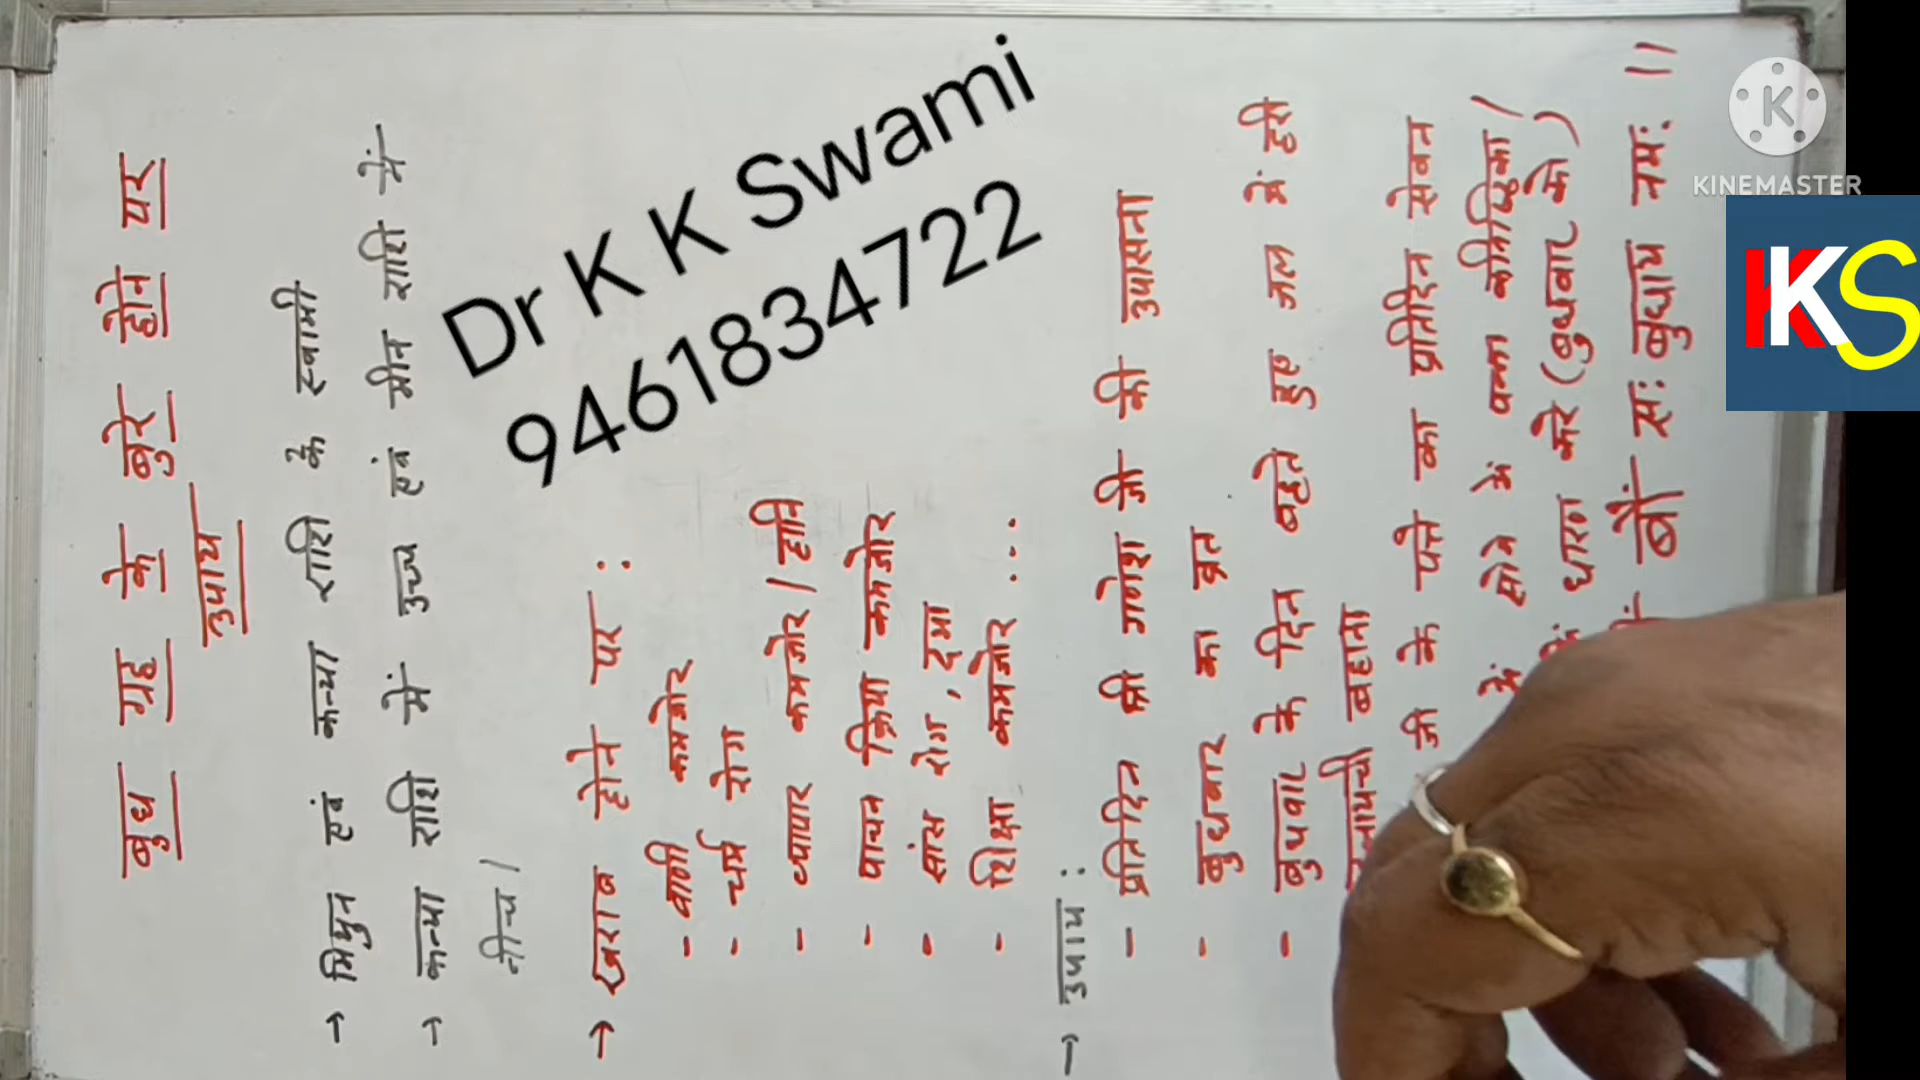 बुध ग्रह के बुरे होने पर
उपाय
→ मिथुन एवं कन्या राशि के स्वामी
→ कन्या राशि में उच्च एवं मीन राशि में
नीच।
→ खराब होने पर :
- वाणी कमजोर
- चर्म रोग
- व्यापार कमजोर / हानि
- पाचन क्रिया कमजोर
- सांस रोग, दमा
- शिक्षा कमजोर ...
→ उपाय :
- प्रतिदिन श्री गणेश जी की उपासना
- बुधवार का व्रत
- बुधवार के दिन बहते हुए जल में हरी
बहाना
जी के पत्ते का प्रतिदिन सेवन
में सोने में पन्ना कनिष्ठिका
में धारण करे (बुधवार को)
बौं सः बुधाय नमः ॥
Dr K K Swami
9461834722
KINEMASTER
KKS